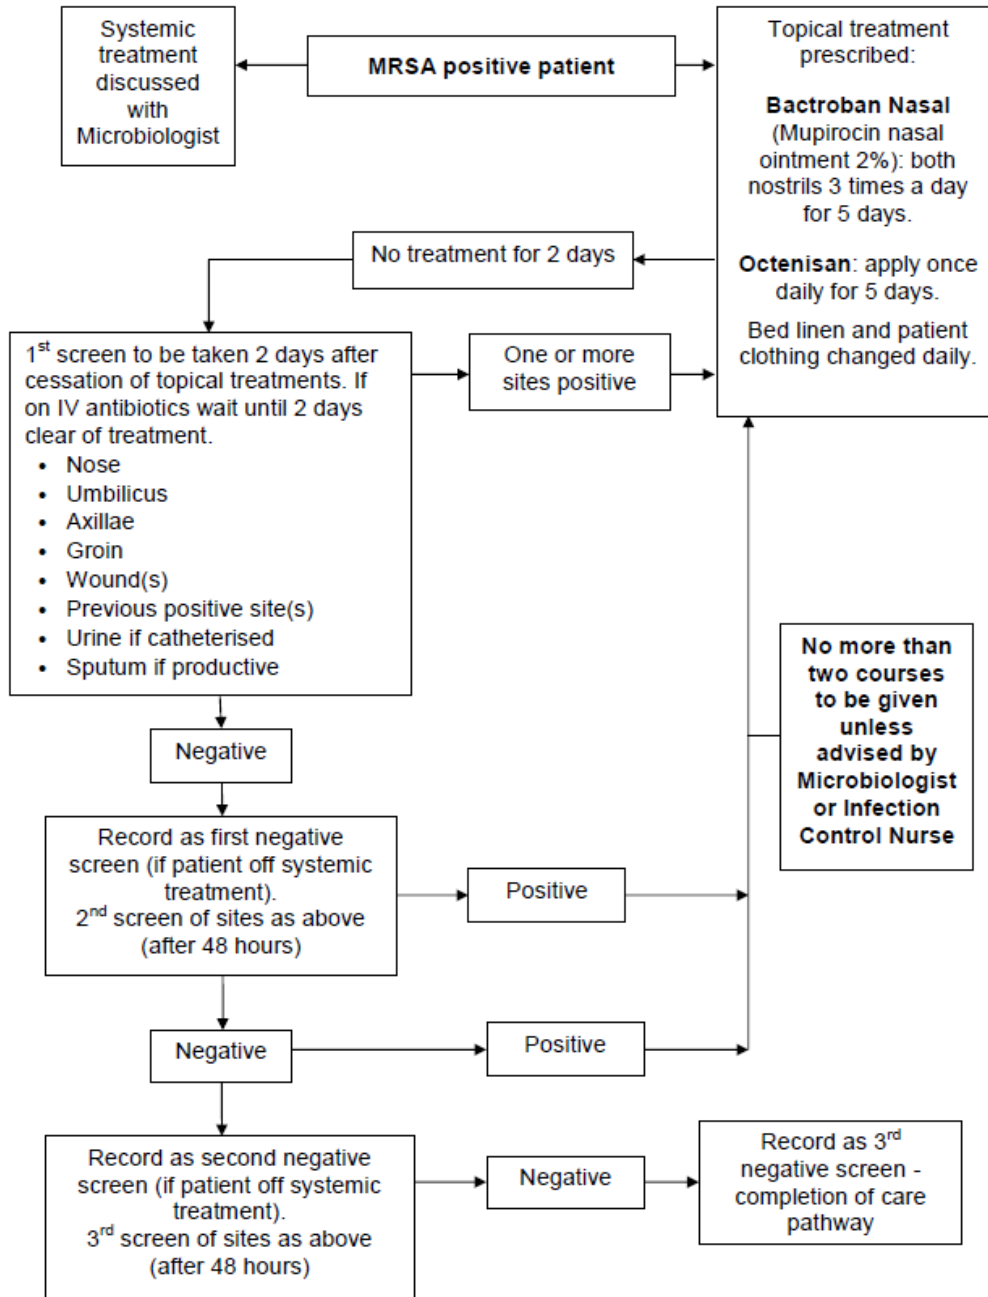 Systemic
treatment
discussed
with
Microbiologist
MRSA positive patient
Topical treatment
prescribed:
Bactroban Nasal
(Mupirocin nasal
ointment 2%): both
nostrils 3 times a day
for 5 days.
Octenisan: apply once
daily for 5 days.
Bed linen and patient
clothing changed daily.
No treatment for 2 days
1st screen to be taken 2 days after
cessation of topical treatments. If
on IV antibiotics wait until 2 days
clear of treatment.
• Nose
• Umbilicus
• Axillae
• Groin
• Wound(s)
• Previous positive site(s)
• Urine if catheterised
• Sputum if productive
One or more
sites positive
No more than
two courses
to be given
unless
advised by
Microbiologist
or Infection
Control Nurse
Negative
Record as first negative
screen (if patient off systemic
treatment).
2nd screen of sites as above
(after 48 hours)
Positive
Negative
Positive
Record as second negative
screen (if patient off systemic
treatment).
3rd screen of sites as above
(after 48 hours)
Negative
Record as 3rd
negative screen -
completion of care
pathway